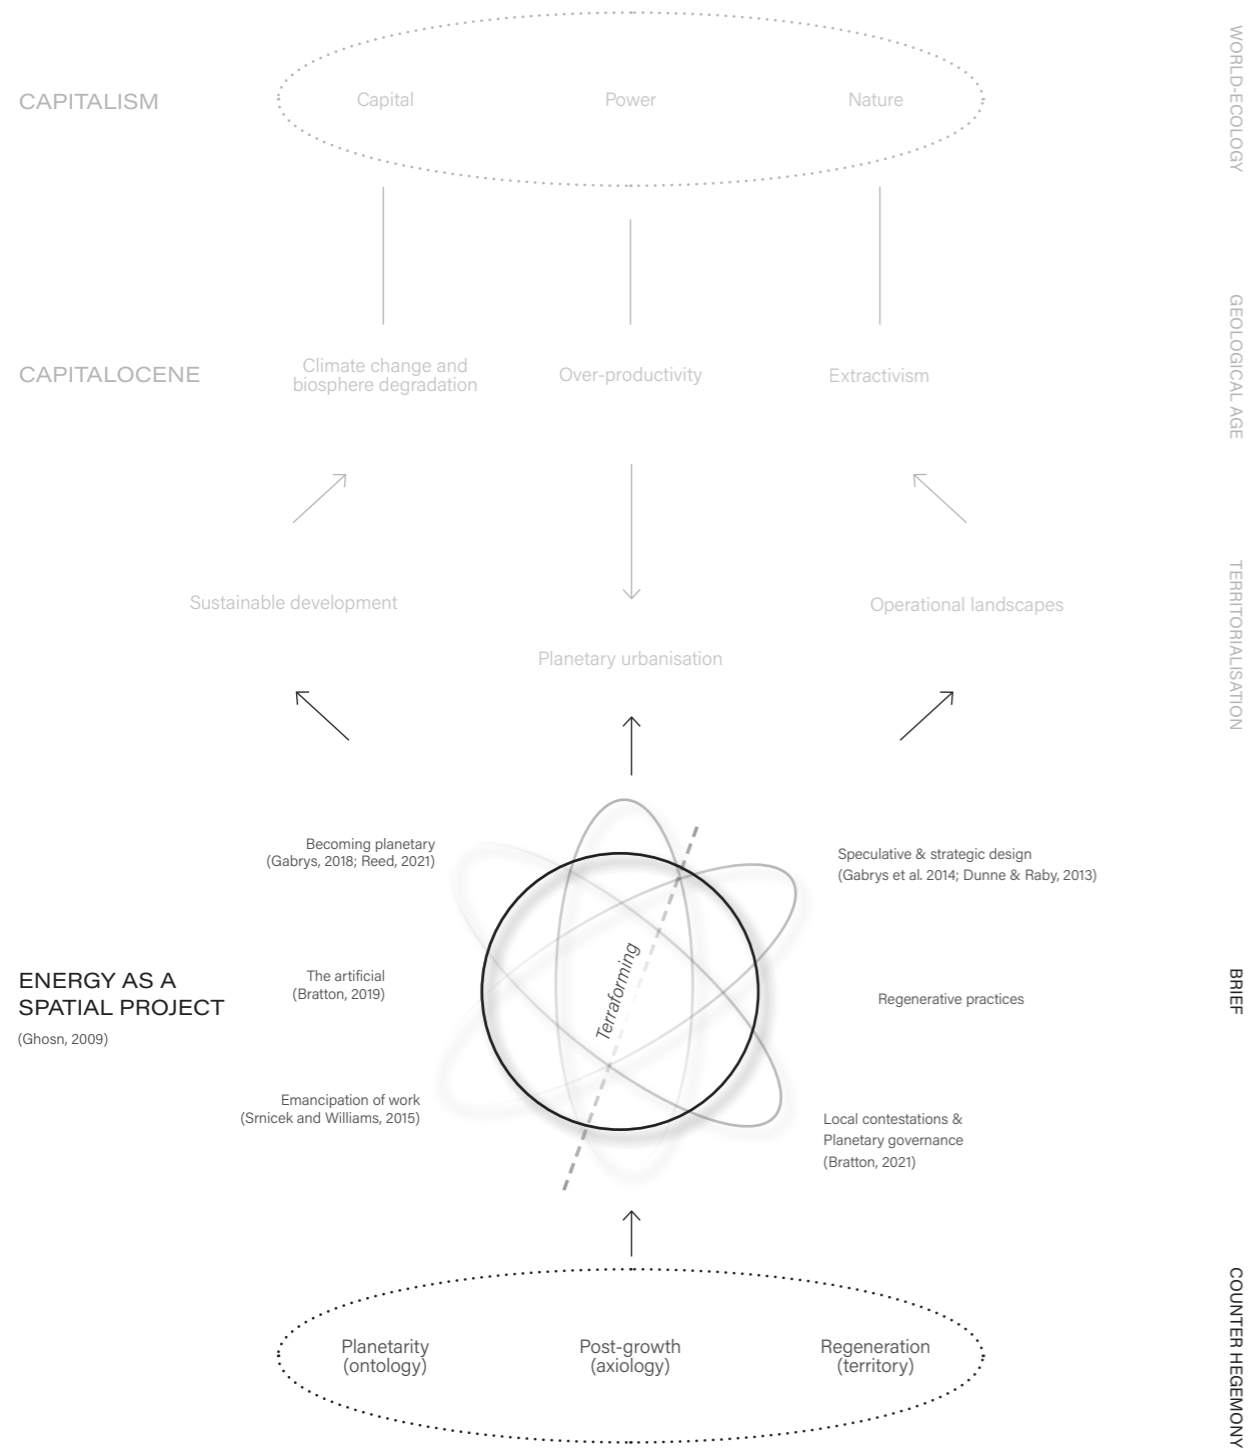 WORLD-ECOLOGY
CAPITALISM
Capital
Power
Nature
GEOLOGICAL AGE
CAPITALOCENE
Climate change and
biosphere degradation
Over-productivity
Extractivism
TERRITORIALISATION
Sustainable development
Operational landscapes
Planetary urbanisation
Becoming planetary
(Gabrys, 2018; Reed, 2021)
Speculative & strategic design
(Gabrys et al. 2014; Dunne & Raby, 2013)
ENERGY AS A
SPATIAL PROJECT
(Ghosn, 2009)
The artificial
(Bratton, 2019)
Terraforming
Regenerative practices
BRIEF
Emancipation of work
(Srnicek and Williams, 2015)
Local contestations &
Planetary governance
(Bratton, 2021)
COUNTER HEGEMONY
Planetarity
(ontology)
Post-growth
(axiology)
Regeneration
(territory)